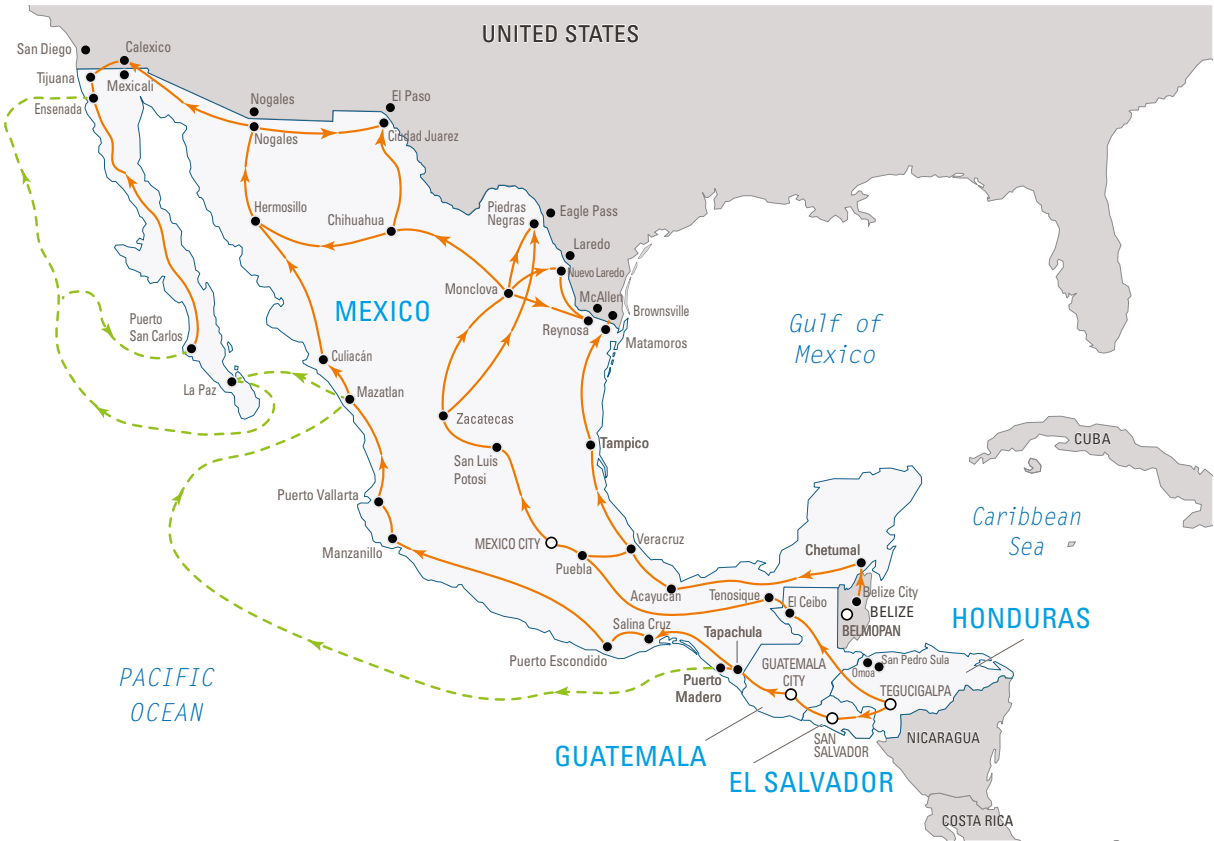 UNITED STATES
San Diego
Calexico
Tijuana
Mexicali
Ensenada
Nogales
El Paso
Nogales
Ciudad Juarez
Hermosillo
Chihuahua
Piedras
Negras
Eagle Pass
Laredo
Nuevo Laredo
Monclova
McAllen
Brownsville
MEXICO
Reynosa
Matamoros
Gulf of
Mexico
Puerto
San Carlos
Culiacán
La Paz
Mazatlan
Zacatecas
San Luis
Potosi
Tampico
CUBA
Puerto Vallarta
Manzanillo
MEXICO CITY
Puebla
Veracruz
Caribbean
Sea
Chetumal
Acayucan
Tenosique
El Ceibo
Belize City
BELIZE
BELMOPAN
HONDURAS
Salina Cruz
Puerto Escondido
Tapachula
Puerto
Madero
GUATEMALA
CITY
Omoa
San Pedro Sula
TEGUCIGALPA
PACIFIC
OCEAN
SAN
SALVADOR
NICARAGUA
GUATEMALA
EL SALVADOR
COSTA RICA